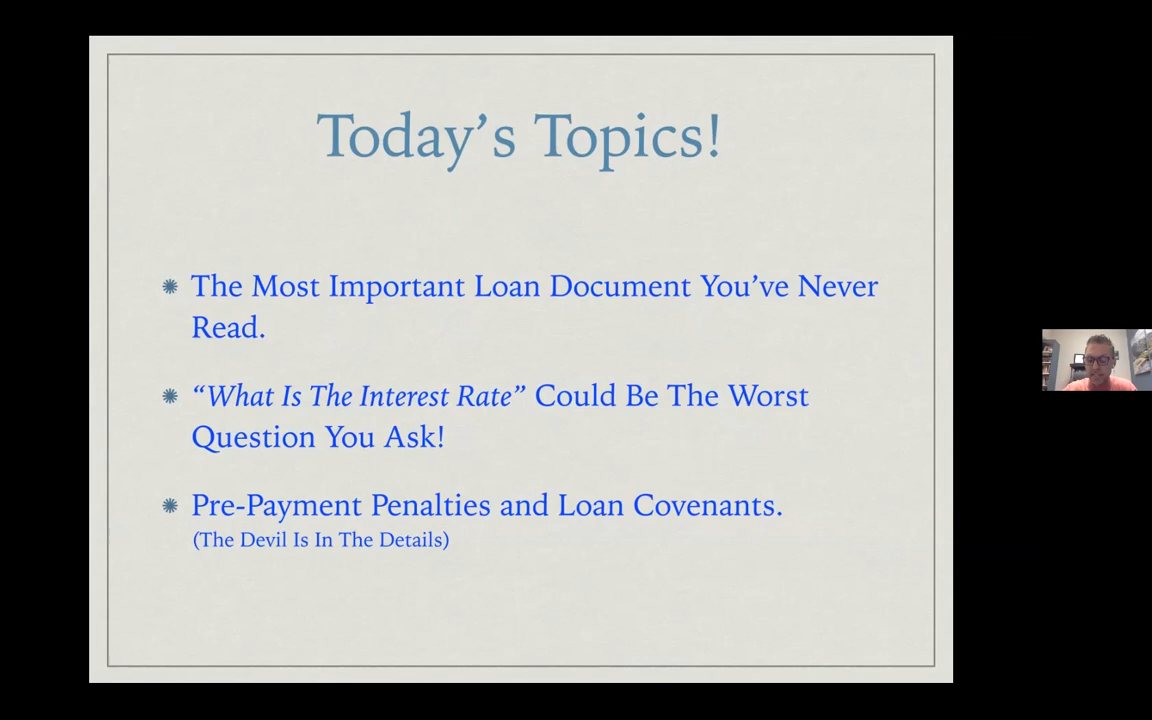 Today’s Topics!
The Most Important Loan Document You’ve Never
Read.
“What Is The Interest Rate” Could Be The Worst
Question You Ask!
Pre-Payment Penalties and Loan Covenants.
(The Devil Is In The Details)